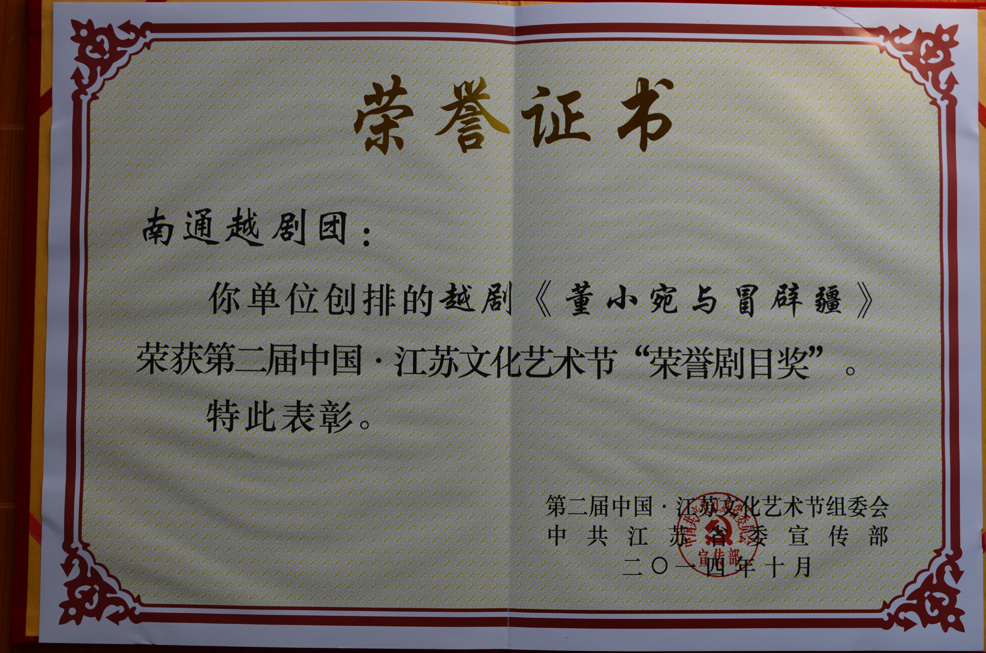 荣誉证书
南通越剧团：
你单位创排的越剧《董小宛与冒辟疆》
荣获第二届中国·江苏文化艺术节“荣誉剧目奖”。
特此表彰。
第二届中国·江苏文化艺术节组委会
中共江苏省委宣传部
二〇一四年十月
宣传部